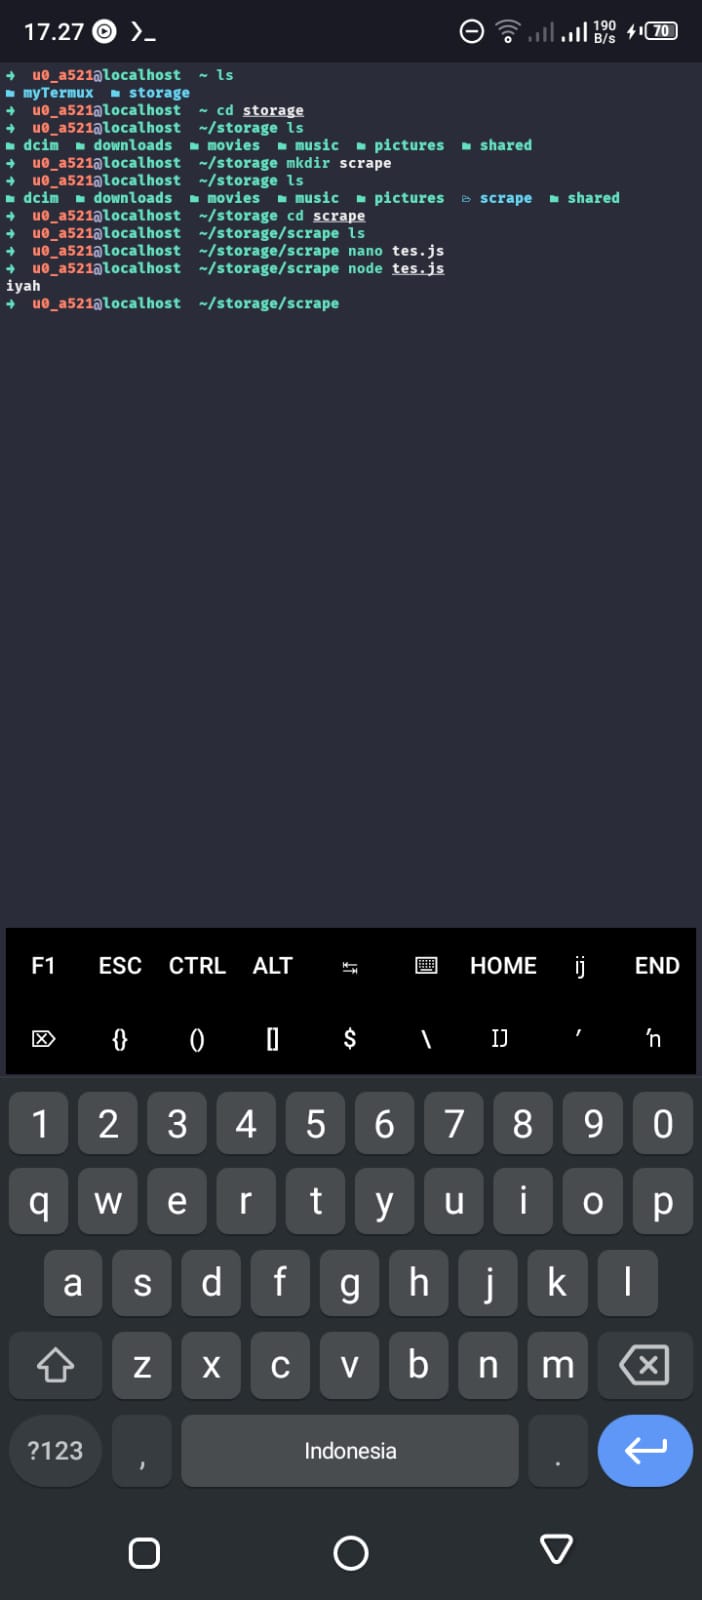 17.27 190 B/s 70
➜ u0_a521@localhost ~ ls
myTermux storage
➜ u0_a521@localhost ~ cd storage
➜ u0_a521@localhost ~/storage ls
dcim downloads movies music pictures shared
➜ u0_a521@localhost ~/storage mkdir scrape
➜ u0_a521@localhost ~/storage ls
dcim downloads movies music pictures scrape shared
➜ u0_a521@localhost ~/storage cd scrape
➜ u0_a521@localhost ~/storage/scrape ls
➜ u0_a521@localhost ~/storage/scrape nano tes.js
➜ u0_a521@localhost ~/storage/scrape node tes.js
iyah
➜ u0_a521@localhost ~/storage/scrape
F1 ESC CTRL ALT HOME ĳ END
{} () [] $ \ Ĳ ′ ŉ
1 2 3 4 5 6 7 8 9 0
q w e r t y u i o p
a s d f g h j k l
z x c v b n m
?123 , Indonesia .